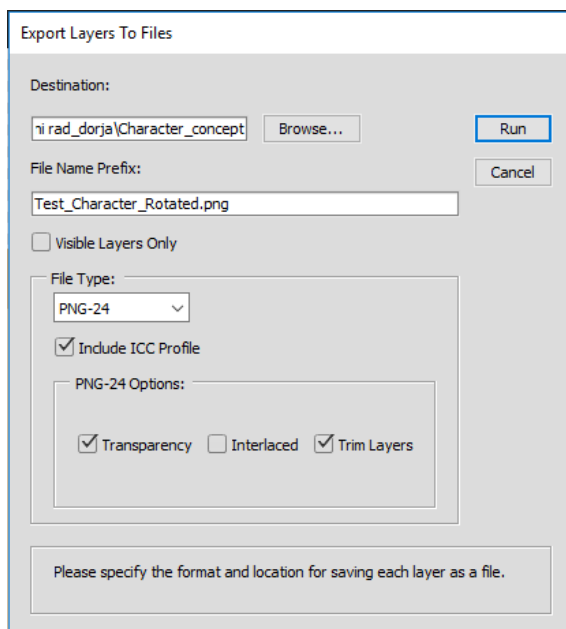 Export Layers To Files
Destination:
ni rad_dorja\Character_concept
Browse...
Run
File Name Prefix:
Cancel
Test_Character_Rotated.png
Visible Layers Only
File Type:
PNG-24
Include ICC Profile
PNG-24 Options:
Transparency
Interlaced
Trim Layers
Please specify the format and location for saving each layer as a file.